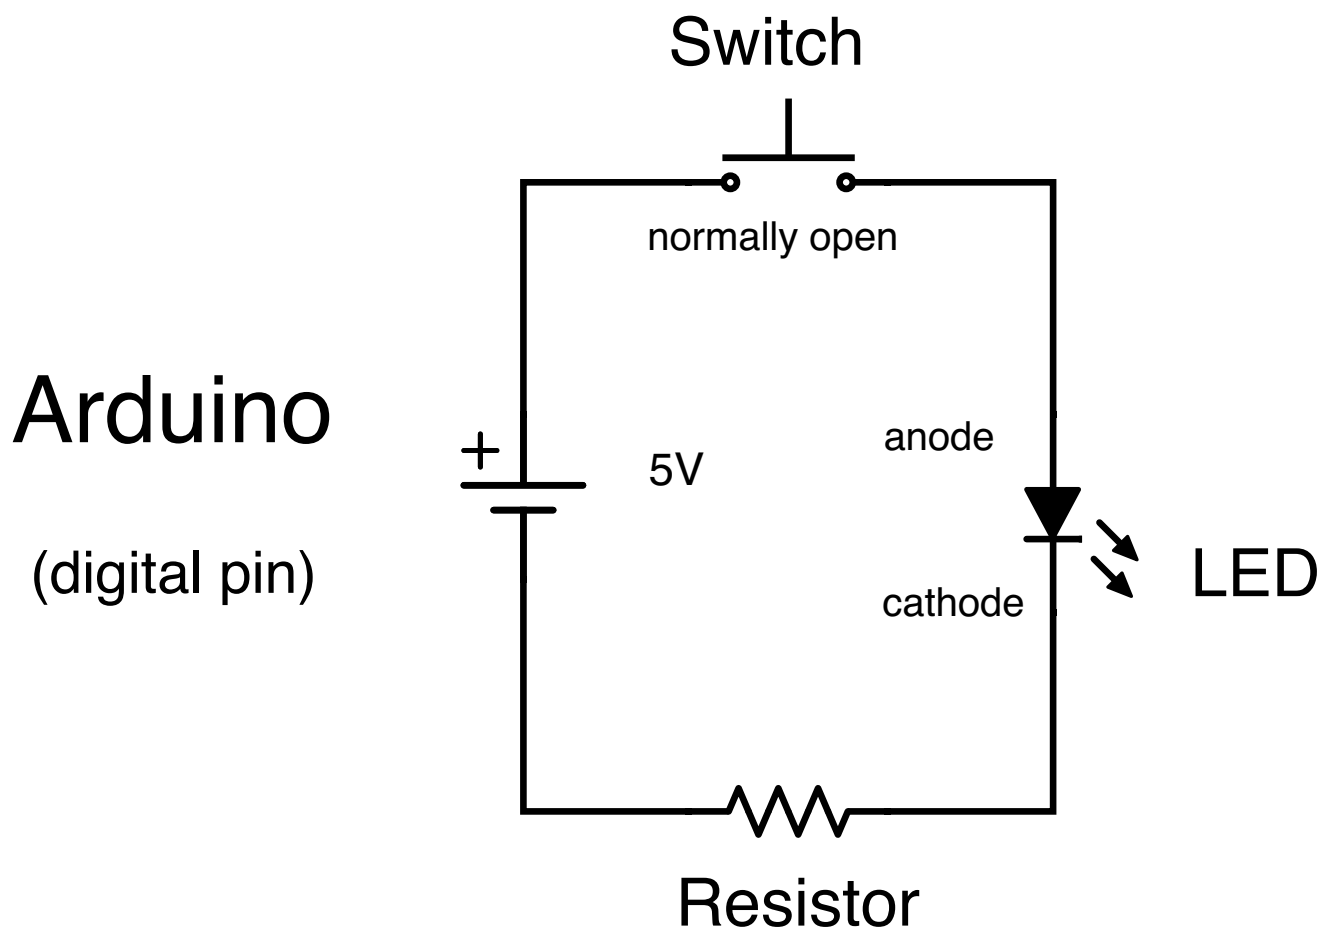 Switch
normally open
Arduino
+
5V
anode
(digital pin)
LED
cathode
Resistor